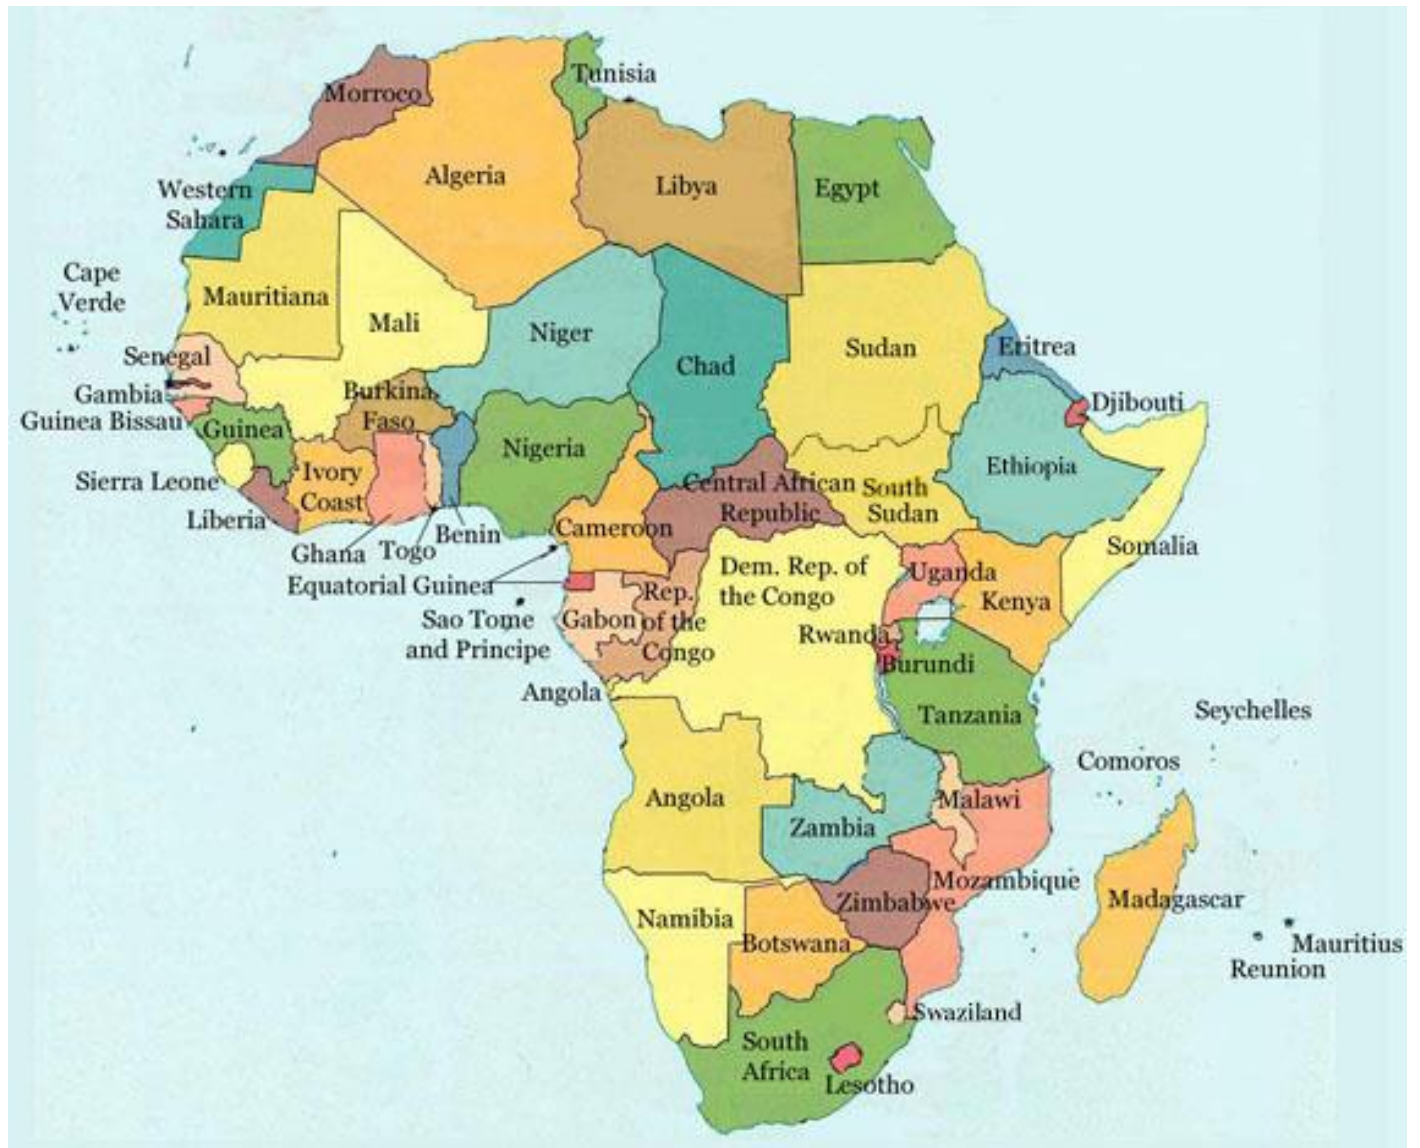 Tunisia
Morroco
Algeria
Libya
Egypt
Western
Sahara
Cape
Verde
Mauritiana
Mali
Niger
Chad
Sudan
Eritrea
Senegal
Gambia
Guinea Bissau
Guinea
Burkina
Faso
Nigeria
Djibouti
Ethiopia
Sierra Leone
Ivory
Coast
Central African
Republic
South
Sudan
Liberia
Ghana
Togo
Benin
Cameroon
Somalia
Equatorial Guinea
Dem. Rep. of
the Congo
Uganda
Kenya
Sao Tome
and Principe
Gabon
Rep.
of the
Congo
Rwanda
Burundi
Angola
Tanzania
Seychelles
Comoros
Angola
Zambia
Malawi
Mozambique
Zimbabwe
Madagascar
Namibia
Botswana
Mauritius
Reunion
Swaziland
South
Africa
Lesotho